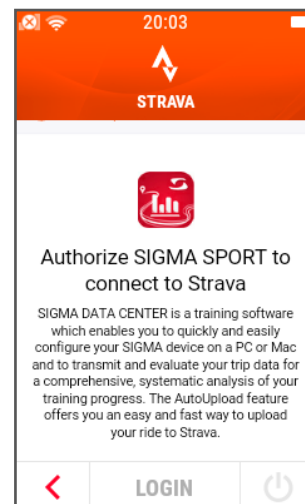 20:03
STRAVA
Authorize SIGMA SPORT to
connect to Strava
SIGMA DATA CENTER is a training software
which enables you to quickly and easily
configure your SIGMA device on a PC or Mac
and to transmit and evaluate your trip data for
a comprehensive, systematic analysis of your
training progress. The AutoUpload feature
offers you an easy and fast way to upload
your ride to Strava.
LOGIN